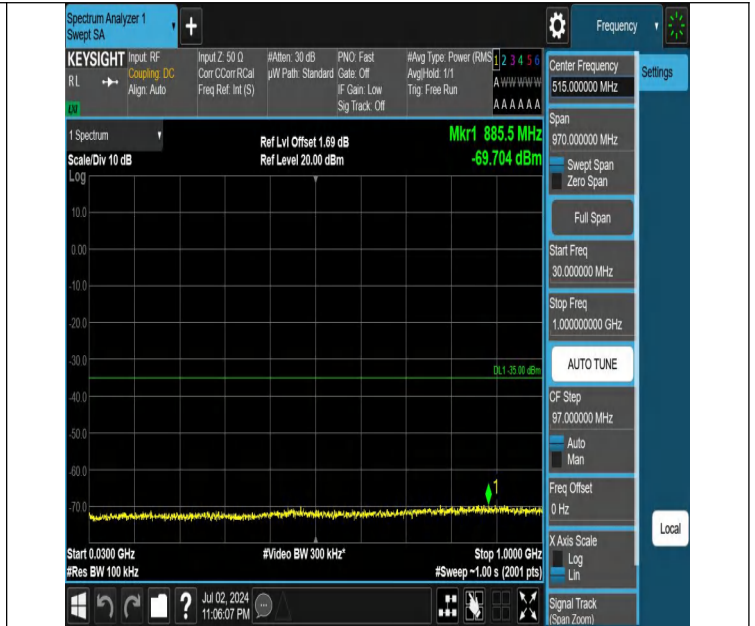 Spectrum Analyzer 1
Swept SA
+
Frequency
KEYSIGHT
Input: RF
Coupling: DC
Align: Auto
Input Z: 50 Ω
Corr CCorr RCal
Freq Ref: Int (S)
#Atten: 30 dB
µW Path: Standard
PNO: Fast
Gate: Off
IF Gain: Low
Sig Track: Off
#Avg Type: Power (RMS
Avg|Hold: 1/1
Trig: Free Run
1 2 3 4 5 6
A W W W W W
A A A A A A
R L
LXI
1 Spectrum
Scale/Div 10 dB
Log
Ref Lvl Offset 1.69 dB
Ref Level 20.00 dBm
Mkr1 885.5 MHz
-69.704 dBm
10.0
0.00
-10.0
-20.0
-30.0
DL1 -35.00 dBm
-40.0
-50.0
-60.0
1
-70.0
Start 0.0300 GHz
#Video BW 300 kHz*
Stop 1.0000 GHz
#Res BW 100 kHz
#Sweep ~1.00 s (2001 pts)
?
Jul 02, 2024
11:06:07 PM
Center Frequency
515.000000 MHz
Settings
Span
970.000000 MHz
Swept Span
Zero Span
Full Span
Start Freq
30.000000 MHz
Stop Freq
1.000000000 GHz
AUTO TUNE
CF Step
97.000000 MHz
Auto
Man
Freq Offset
0 Hz
Local
X Axis Scale
Log
Lin
Signal Track
(Span Zoom)